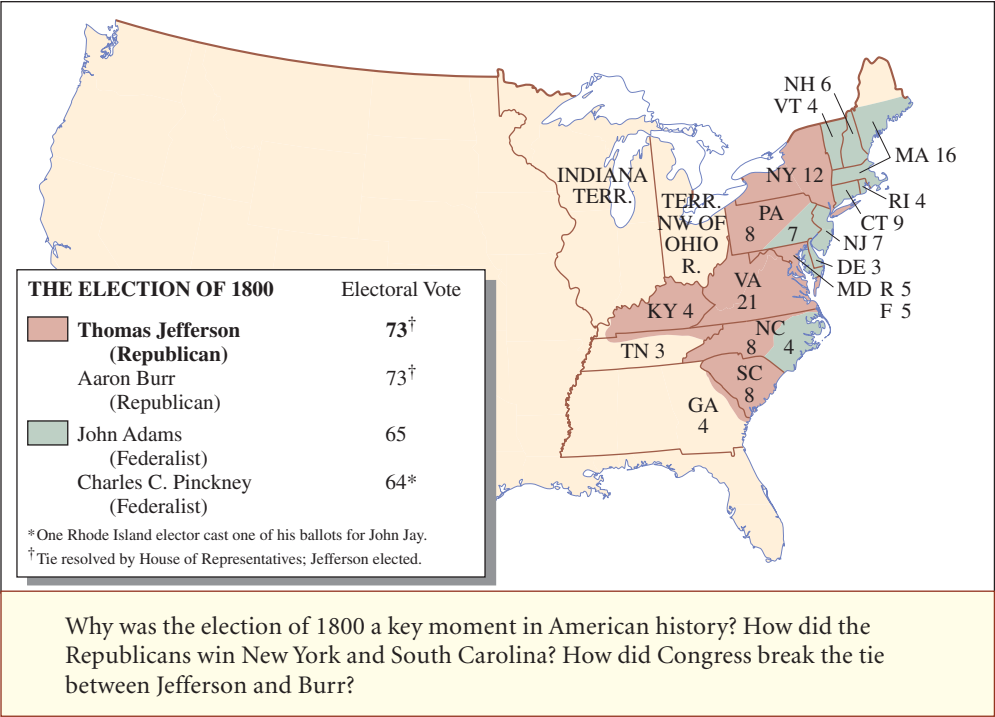 NH 6
VT 4
MA 16
NY 12
INDIANA
TERR.
RI 4
TERR.
NW OF
OHIO
R.
PA
8
7
CT 9
NJ 7
DE 3
MD R 5
F 5
VA
21
KY 4
NC
8
4
TN 3
SC
8
GA
4
THE ELECTION OF 1800 Electoral Vote
Thomas Jefferson 73†
(Republican)
Aaron Burr 73†
(Republican)
John Adams 65
(Federalist)
Charles C. Pinckney 64*
(Federalist)
*One Rhode Island elector cast one of his ballots for John Jay.
†Tie resolved by House of Representatives; Jefferson elected.
Why was the election of 1800 a key moment in American history? How did the
Republicans win New York and South Carolina? How did Congress break the tie
between Jefferson and Burr?